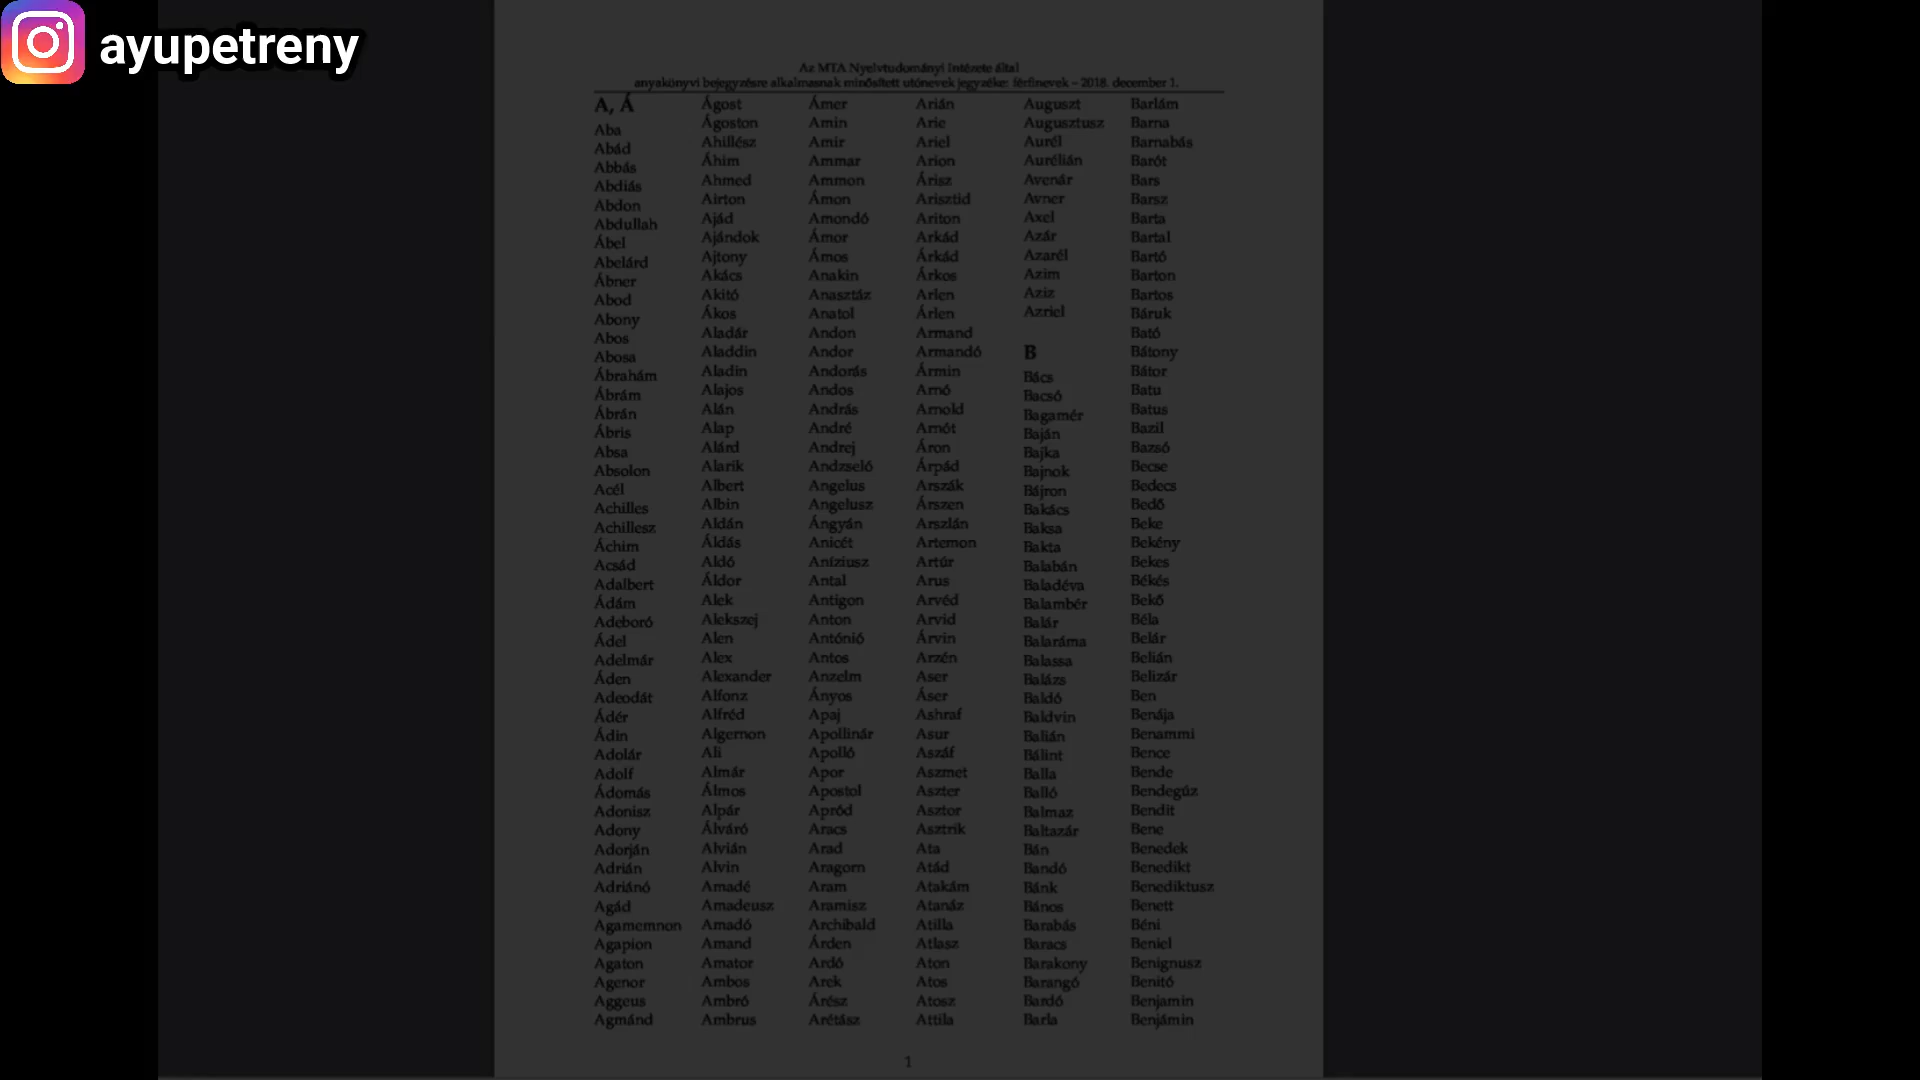 ayupetreny
Az MTA Nyelvtudományi Intézete által
anyakönyvi bejegyzésre alkalmasnak minősített utónevek jegyzéke: férfinevek – 2018. december 1.
A, Á
Aba
Abád
Abbás
Abdiás
Abdon
Abdullah
Ábel
Abelárd
Ábner
Abod
Abony
Abos
Abosa
Ábrahám
Ábrám
Ábrán
Ábris
Absa
Absolon
Acél
Achilles
Achillesz
Áchim
Acsád
Adalbert
Ádám
Adeboró
Ádel
Adelmár
Áden
Adeodát
Ádér
Ádin
Adolár
Adolf
Ádomás
Adonisz
Adony
Adorján
Adrián
Adriánó
Agád
Agamemnon
Agapion
Agaton
Agenor
Aggeus
Agmánd
Ágost
Ágoston
Ahillész
Áhim
Ahmed
Airton
Ajád
Ajándok
Ajtony
Akács
Akitó
Ákos
Aladár
Aladdin
Aladin
Alajos
Alán
Alap
Alárd
Alarik
Albert
Albin
Aldán
Áldás
Aldó
Áldor
Alek
Alekszej
Alen
Alex
Alexander
Alfonz
Alfréd
Algernon
Ali
Almár
Álmos
Alpár
Álváró
Alvián
Alvin
Amadé
Amadeusz
Amadó
Amand
Amator
Ambos
Ambró
Ambrus
Ámer
Amin
Amir
Ammar
Ammon
Ámon
Amondó
Ámor
Ámos
Anakin
Anasztáz
Anatol
Andon
Andor
Andorás
Andos
András
André
Andrej
Andzseló
Angelus
Angelusz
Ángyán
Anicét
Aníziusz
Antal
Antigon
Anton
Antónió
Antos
Anzelm
Ányos
Apaj
Apollinár
Apolló
Apor
Apostol
Apród
Aracs
Arad
Aragorn
Aram
Aramisz
Archibald
Árden
Ardó
Arek
Árész
Arétász
Arián
Arie
Ariel
Arion
Árisz
Arisztid
Ariton
Arkád
Árkád
Árkos
Arlen
Árlen
Armand
Armandó
Ármin
Arnó
Arnold
Arnót
Áron
Árpád
Arszák
Árszen
Arszlán
Artemon
Artúr
Arus
Arvéd
Arvid
Árvin
Arzén
Aser
Áser
Ashraf
Asur
Aszáf
Aszmet
Aszter
Asztor
Asztrik
Ata
Atád
Atakám
Atanáz
Atilla
Atlasz
Aton
Atos
Atosz
Attila
Auguszt
Augusztusz
Aurél
Aurélián
Avenár
Avner
Axel
Azár
Azarél
Azim
Aziz
Azriel
B
Bács
Bacsó
Bagamér
Baján
Bajka
Bajnok
Bájron
Bakács
Baksa
Bakta
Balabán
Baladéva
Balambér
Balár
Balaráma
Balassa
Balázs
Baldó
Baldvin
Balián
Bálint
Balla
Balló
Balmaz
Baltazár
Bán
Bandó
Bánk
Bános
Barabás
Baracs
Barakony
Barangó
Bardó
Barla
Barlám
Barna
Barnabás
Barót
Bars
Barsz
Barta
Bartal
Bartó
Barton
Bartos
Báruk
Bató
Bátony
Bátor
Batu
Batus
Bazil
Bazsó
Becse
Bedecs
Bedő
Beke
Bekény
Bekes
Békés
Bekő
Béla
Belár
Belián
Belizár
Ben
Benája
Benammi
Bence
Bende
Bendegúz
Bendit
Bene
Benedek
Benedikt
Benediktusz
Benett
Béni
Beniel
Benignusz
Benitó
Benjamin
Benjámin
1